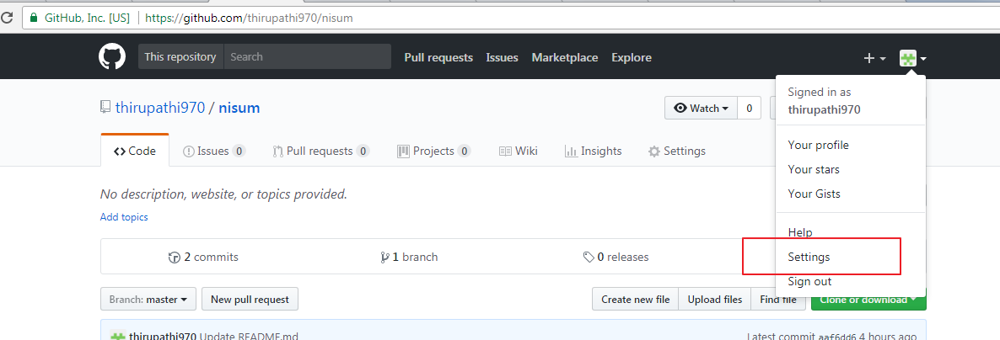 GitHub, Inc. [US] https://github.com/thirupathi970/nisum
This repository Search Pull requests Issues Marketplace Explore
Signed in as
thirupathi970
thirupathi970 / nisum Watch 0
Your profile
Code Issues 0 Pull requests 0 Projects 0 Wiki Insights Settings
Your stars
No description, website, or topics provided. Your Gists
Add topics
Help
2 commits 1 branch 0 releases Settings
Sign out
Branch: master New pull request Create new file Upload files Find file Clone or download
thirupathi970 Update README.md Latest commit aaf6dd6 4 hours ago